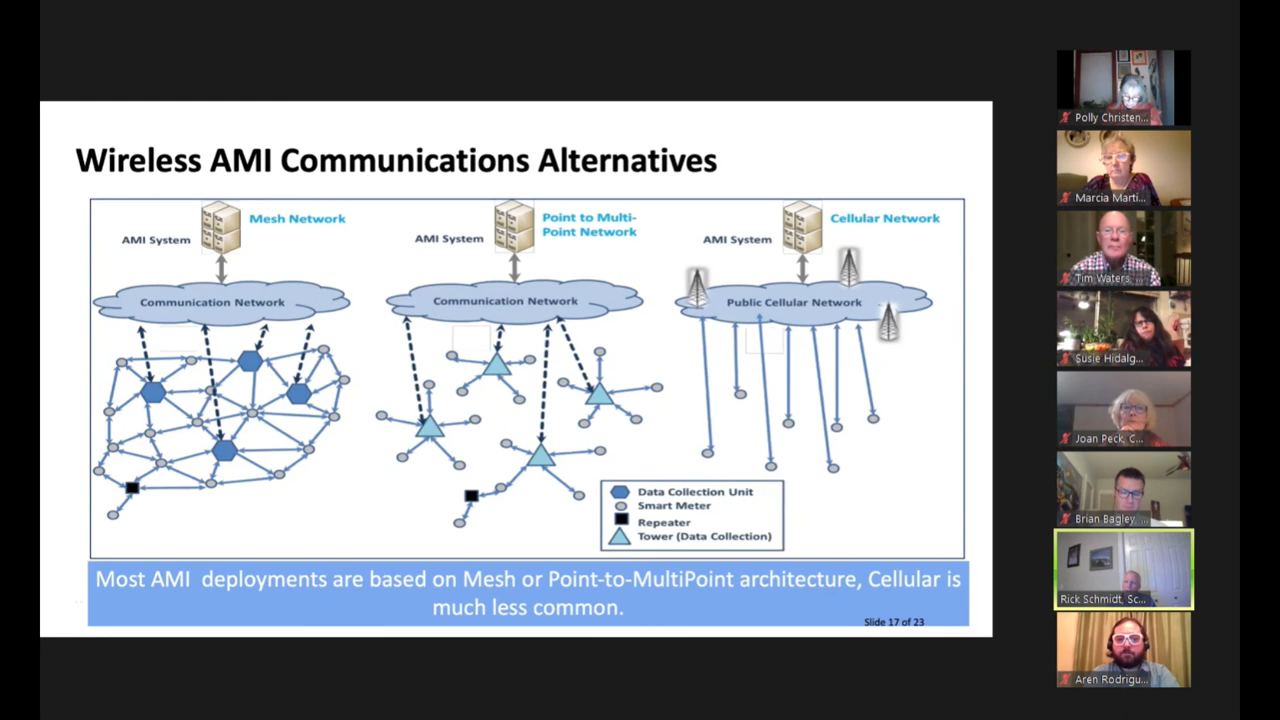 Wireless AMI Communications Alternatives
Mesh Network
AMI System
Communication Network
Point to Multi-
Point Network
AMI System
Communication Network
Cellular Network
AMI System
Public Cellular Network
Data Collection Unit
Smart Meter
Repeater
Tower (Data Collection)
Most AMI deployments are based on Mesh or Point-to-MultiPoint architecture, Cellular is
much less common.
Slide 17 of 23
Polly Christen...
Marcia Marti...
Tim Waters, ...
Susie Hidalg...
Joan Peck, C...
Brian Bagley, ...
Rick Schmidt, Sc...
Aren Rodrigu...